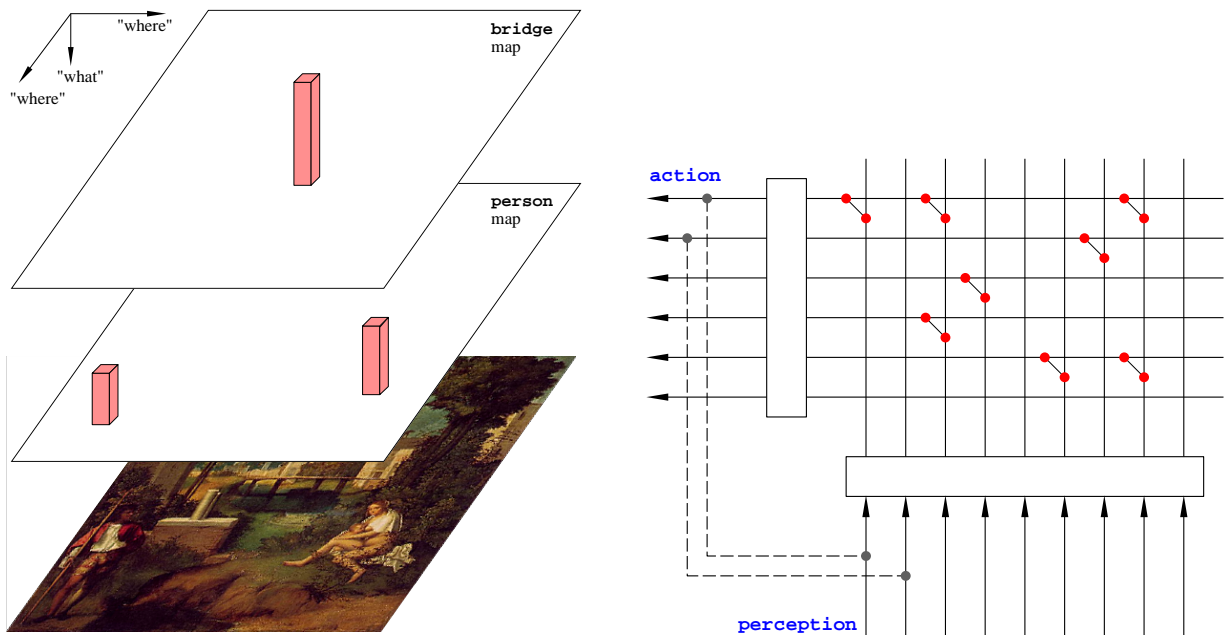 "where"
"what"
"where"
bridge
map
person
map
action
perception